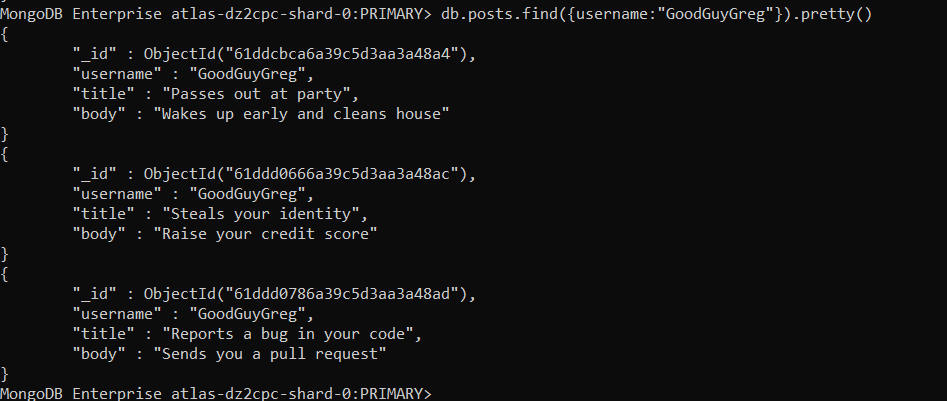 MongoDB Enterprise atlas-dz2cpc-shard-0:PRIMARY> db.posts.find({username:"GoodGuyGreg"}).pretty()
{
        "_id" : ObjectId("61ddcbca6a39c5d3aa3a48a4"),
        "username" : "GoodGuyGreg",
        "title" : "Passes out at party",
        "body" : "Wakes up early and cleans house"
}
{
        "_id" : ObjectId("61ddd0666a39c5d3aa3a48ac"),
        "username" : "GoodGuyGreg",
        "title" : "Steals your identity",
        "body" : "Raise your credit score"
}
{
        "_id" : ObjectId("61ddd0786a39c5d3aa3a48ad"),
        "username" : "GoodGuyGreg",
        "title" : "Reports a bug in your code",
        "body" : "Sends you a pull request"
}
MongoDB Enterprise atlas-dz2cpc-shard-0:PRIMARY>